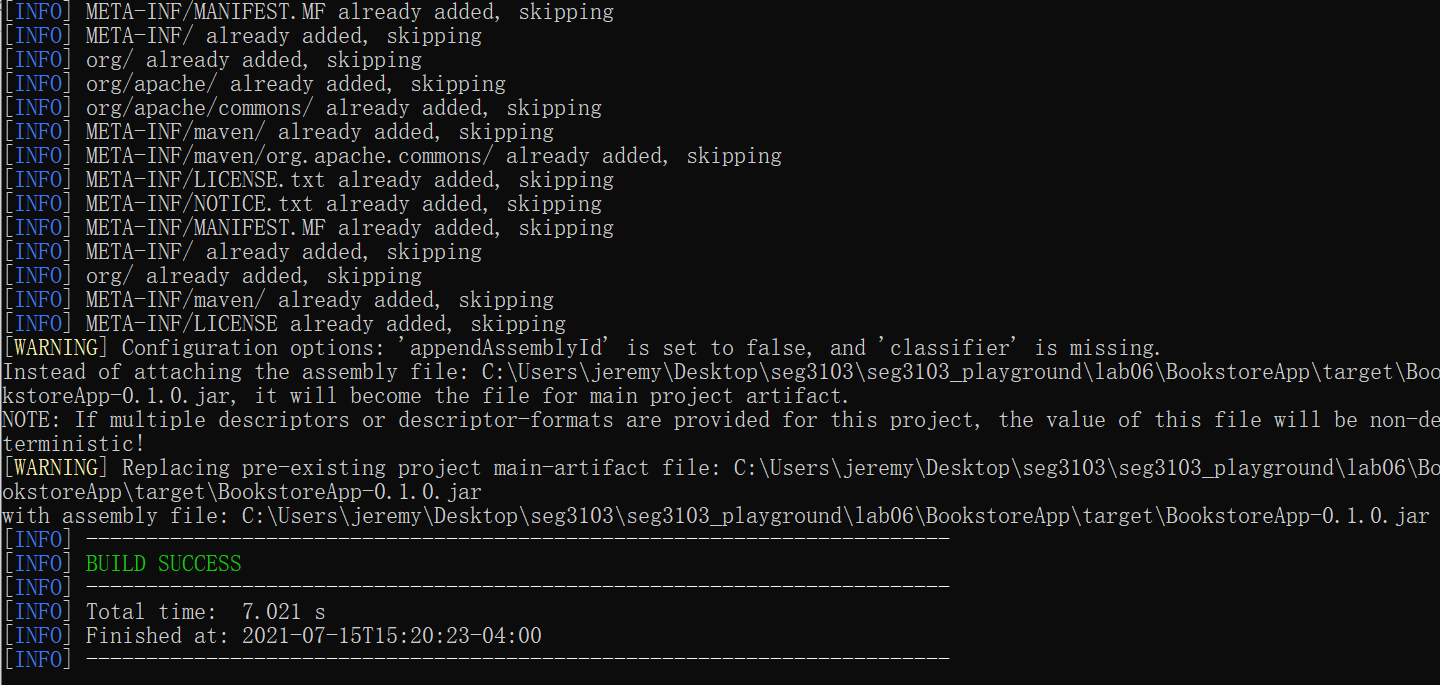 [INFO] META-INF/MANIFEST.MF already added, skipping
[INFO] META-INF/ already added, skipping
[INFO] org/ already added, skipping
[INFO] org/apache/ already added, skipping
[INFO] org/apache/commons/ already added, skipping
[INFO] META-INF/maven/ already added, skipping
[INFO] META-INF/maven/org.apache.commons/ already added, skipping
[INFO] META-INF/LICENSE.txt already added, skipping
[INFO] META-INF/NOTICE.txt already added, skipping
[INFO] META-INF/MANIFEST.MF already added, skipping
[INFO] META-INF/ already added, skipping
[INFO] org/ already added, skipping
[INFO] META-INF/maven/ already added, skipping
[INFO] META-INF/LICENSE already added, skipping
[WARNING] Configuration options: 'appendAssemblyId' is set to false, and 'classifier' is missing.
Instead of attaching the assembly file: C:\Users\jeremy\Desktop\seg3103\seg3103_playground\lab06\BookstoreApp\target\Boo
kstoreApp-0.1.0.jar, it will become the file for main project artifact.
NOTE: If multiple descriptors or descriptor-formats are provided for this project, the value of this file will be non-de
terministic!
[WARNING] Replacing pre-existing project main-artifact file: C:\Users\jeremy\Desktop\seg3103\seg3103_playground\lab06\Bo
okstoreApp\target\BookstoreApp-0.1.0.jar
with assembly file: C:\Users\jeremy\Desktop\seg3103\seg3103_playground\lab06\BookstoreApp\target\BookstoreApp-0.1.0.jar
[INFO] ------------------------------------------------------------------------
[INFO] BUILD SUCCESS
[INFO] ------------------------------------------------------------------------
[INFO] Total time:  7.021 s
[INFO] Finished at: 2021-07-15T15:20:23-04:00
[INFO] ------------------------------------------------------------------------